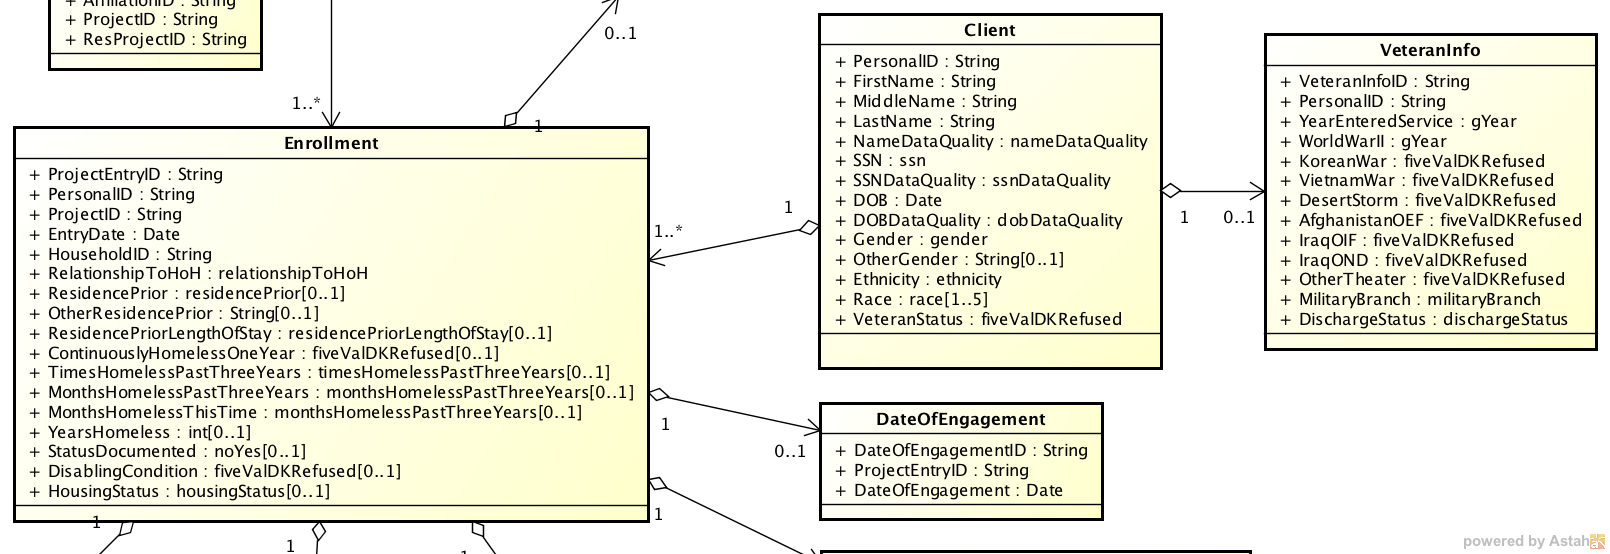 + AffiliationID : String
+ ProjectID : String
+ ResProjectID : String
0..1
1..*
1
Enrollment
+ ProjectEntryID : String
+ PersonalID : String
+ ProjectID : String
+ EntryDate : Date
+ HouseholdID : String
+ RelationshipToHoH : relationshipToHoH
+ ResidencePrior : residencePrior[0..1]
+ OtherResidencePrior : String[0..1]
+ ResidencePriorLengthOfStay : residencePriorLengthOfStay[0..1]
+ ContinuouslyHomelessOneYear : fiveValDKRefused[0..1]
+ TimesHomelessPastThreeYears : timesHomelessPastThreeYears[0..1]
+ MonthsHomelessPastThreeYears : monthsHomelessPastThreeYears[0..1]
+ MonthsHomelessThisTime : monthsHomelessPastThreeYears[0..1]
+ YearsHomeless : int[0..1]
+ StatusDocumented : noYes[0..1]
+ DisablingCondition : fiveValDKRefused[0..1]
+ HousingStatus : housingStatus[0..1]
1
1
1
1
1..*
Client
+ PersonalID : String
+ FirstName : String
+ MiddleName : String
+ LastName : String
+ NameDataQuality : nameDataQuality
+ SSN : ssn
+ SSNDataQuality : ssnDataQuality
+ DOB : Date
+ DOBDataQuality : dobDataQuality
+ Gender : gender
+ OtherGender : String[0..1]
+ Ethnicity : ethnicity
+ Race : race[1..5]
+ VeteranStatus : fiveValDKRefused
1
0..1
VeteranInfo
+ VeteranInfoID : String
+ PersonalID : String
+ YearEnteredService : gYear
+ WorldWarII : gYear
+ KoreanWar : fiveValDKRefused
+ VietnamWar : fiveValDKRefused
+ DesertStorm : fiveValDKRefused
+ AfghanistanOEF : fiveValDKRefused
+ IraqOIF : fiveValDKRefused
+ IraqOND : fiveValDKRefused
+ OtherTheater : fiveValDKRefused
+ MilitaryBranch : militaryBranch
+ DischargeStatus : dischargeStatus
1
0..1
DateOfEngagement
+ DateOfEngagementID : String
+ ProjectEntryID : String
+ DateOfEngagement : Date
1
powered by Astah